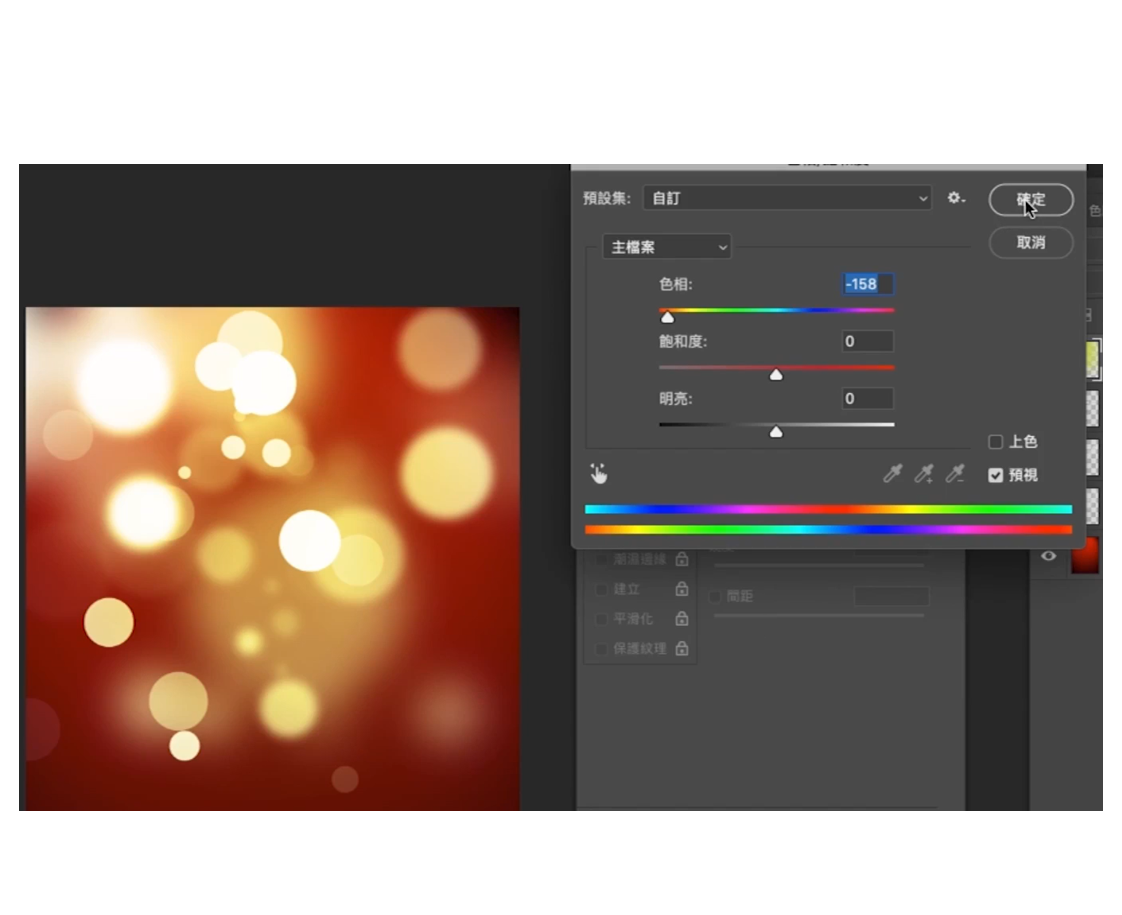 預設集: 自訂
確定
取消
主檔案
色相: -158
飽和度: 0
明亮: 0
上色
預視
潮濕邊緣
建立
間距
平滑化
保護紋理
色